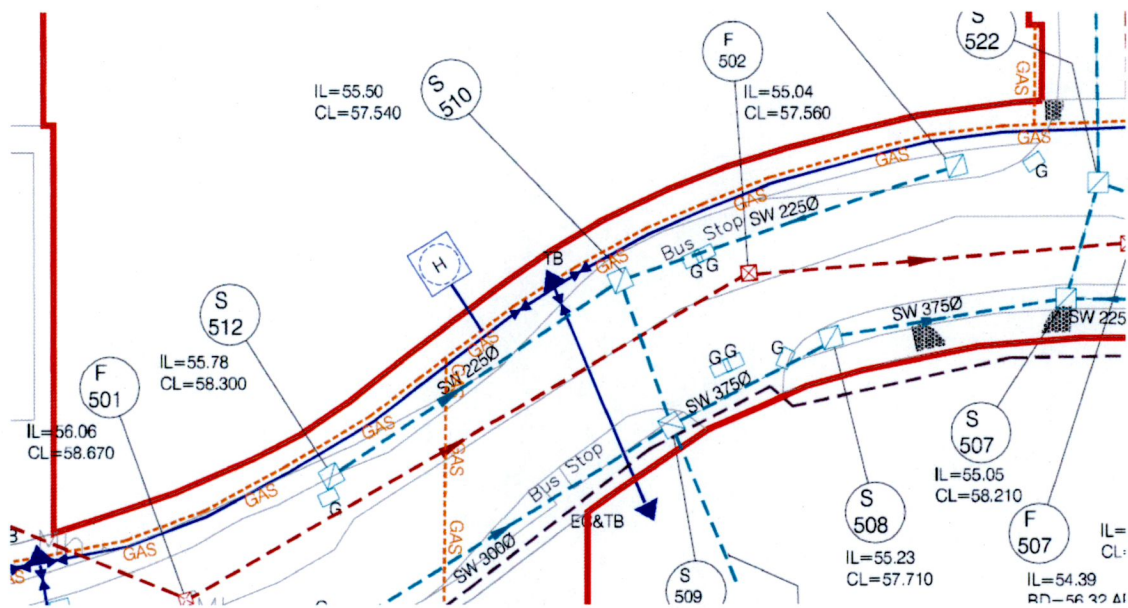 S
522
F
502
S
510
IL=55.50
CL=57.540
IL=55.04
CL=57.560
GAS
GAS
GAS
G
GAS
SW 225Ø
Bus Stop
G G
GAS
TB
H
S
512
IL=55.78
CL=58.300
GAS
SW 225Ø
SW 375Ø
SW 225
G G
G
SW 375Ø
F
501
IL=56.06
CL=58.670
GAS
GAS
G
GAS
Bus Stop
EC&TB
SW 300Ø
GAS
S
507
IL=55.05
CL=58.210
S
508
IL=55.23
CL=57.710
F
507
IL=
CL:
IL=54.39
S
509
GAS